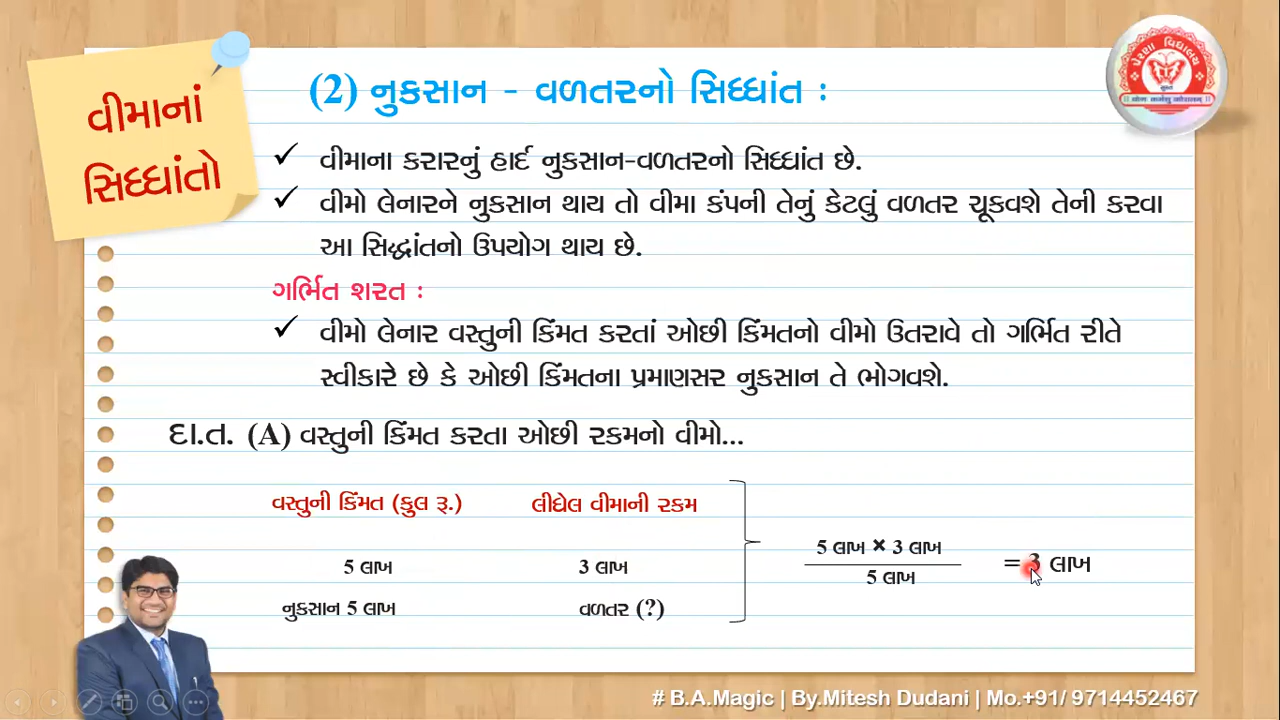 વીમાનાં
સિધ્ધાંતો
(2) નુકસાન - વળતરનો સિધ્ધાંત :
પ્રેરણા વિદ્યાલય
✓ વીમાના કરારનું હાર્દ નુકસાન-વળતરનો સિધ્ધાંત છે.
✓ વીમો લેનારને નુકસાન થાય તો વીમા કંપની તેનું કેટલું વળતર ચૂકવશે તેની કરવા
આ સિદ્ધાંતનો ઉપયોગ થાય છે.
ગર્ભિત શરત :
✓ વીમો લેનાર વસ્તુની કિંમત કરતાં ઓછી કિંમતનો વીમો ઉતરાવે તો ગર્ભિત રીતે
સ્વીકારે છે કે ઓછી કિંમતના પ્રમાણસર નુકસાન તે ભોગવશે.
દા.ત. (A) વસ્તુની કિંમત કરતા ઓછી રકમનો વીમો...
વસ્તુની કિંમત (કુલ રૂ.) લીધેલ વીમાની રકમ
5 લાખ 3 લાખ
નુકસાન 5 લાખ વળતર (?)
5 લાખ × 3 લાખ
5 લાખ
= 3 લાખ
# B.A.Magic | By.Mitesh Dudani | Mo.+91/ 9714452467